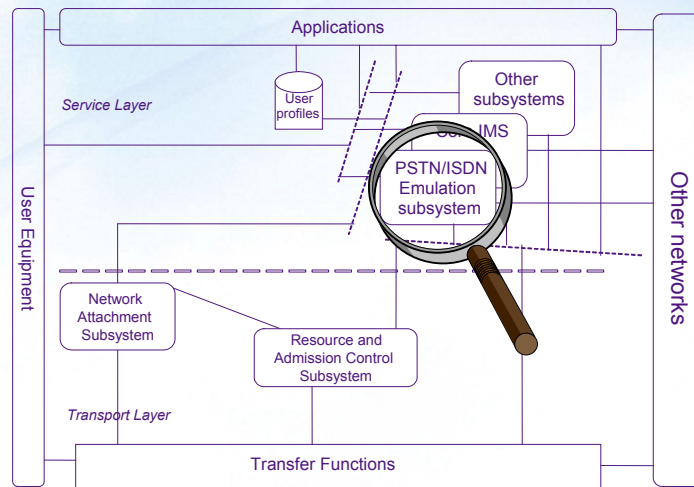 Applications
Other
subsystems
User
profiles
Service Layer
IMS
PSTN/ISDN
Emulation
subsystem
User Equipment
Other networks
Network
Attachment
Subsystem
Resource and
Admission Control
Subsystem
Transport Layer
Transfer Functions